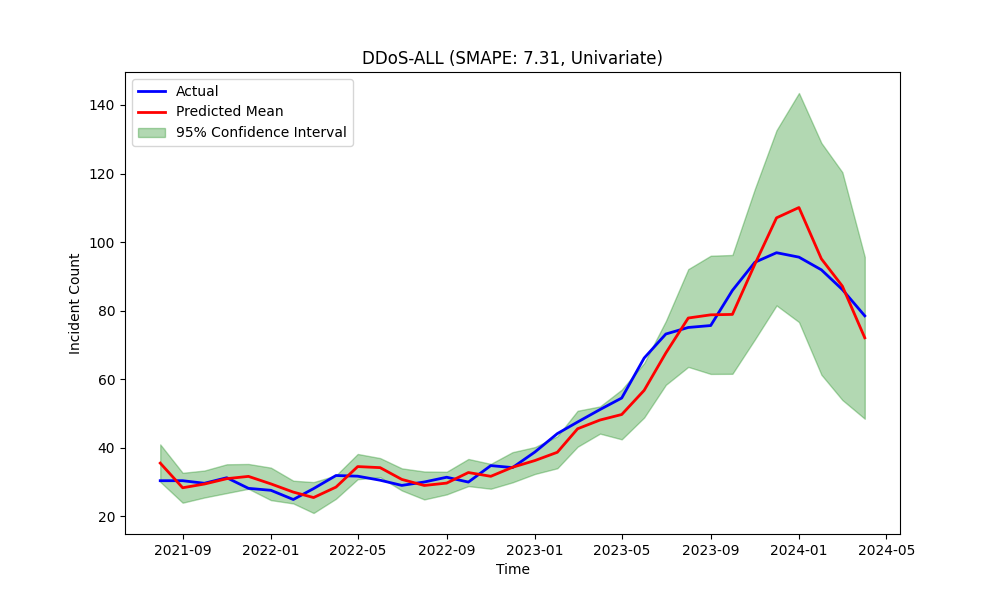 DDoS-ALL (SMAPE: 7.31, Univariate)
Actual
Predicted Mean
95% Confidence Interval
Incident Count
140
120
100
80
60
40
20
2021-09 2022-01 2022-05 2022-09 2023-01 2023-05 2023-09 2024-01 2024-05
Time